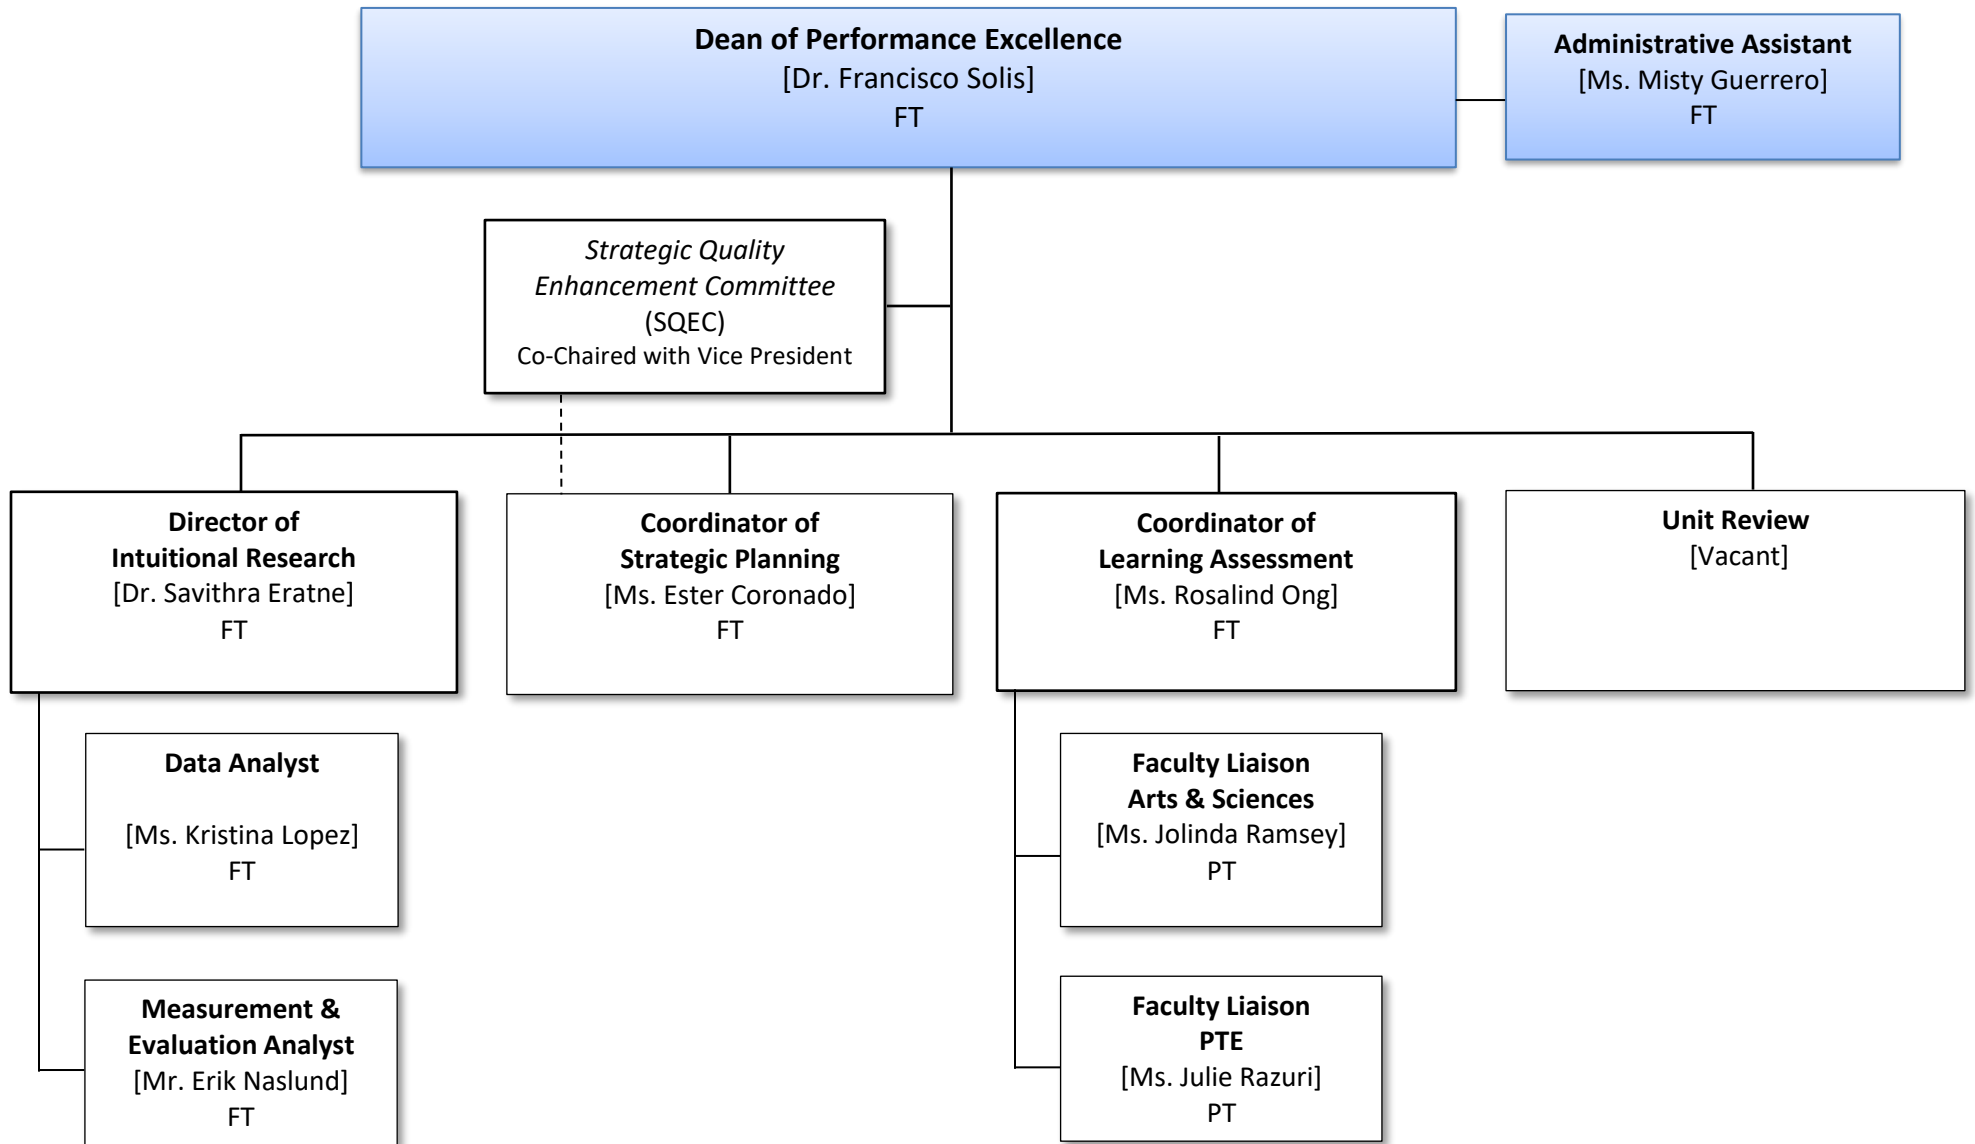 Dean of Performance Excellence
[Dr. Francisco Solis]
FT
Administrative Assistant
[Ms. Misty Guerrero]
FT
Strategic Quality
Enhancement Committee
(SQEC)
Co-Chaired with Vice President
Director of
Intuitional Research
[Dr. Savithra Eratne]
FT
Coordinator of
Strategic Planning
[Ms. Ester Coronado]
FT
Coordinator of
Learning Assessment
[Ms. Rosalind Ong]
FT
Unit Review
[Vacant]
Data Analyst
[Ms. Kristina Lopez]
FT
Measurement &
Evaluation Analyst
[Mr. Erik Naslund]
FT
Faculty Liaison
Arts & Sciences
[Ms. Jolinda Ramsey]
PT
Faculty Liaison
PTE
[Ms. Julie Razuri]
PT